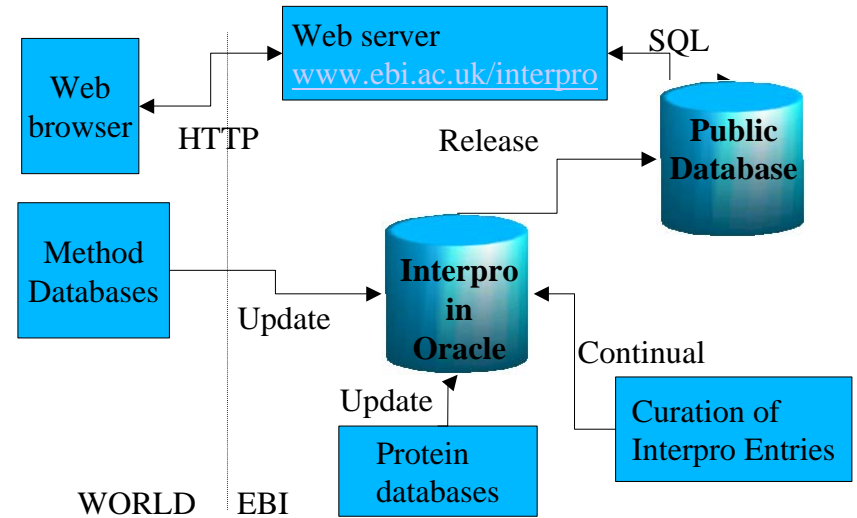 Web server
www.ebi.ac.uk/interpro
SQL
Web
browser
HTTP
Public
Database
Release
Method
Databases
Interpro
in
Oracle
Update
Continual
Update
Curation of
Interpro Entries
Protein
databases
WORLD
EBI